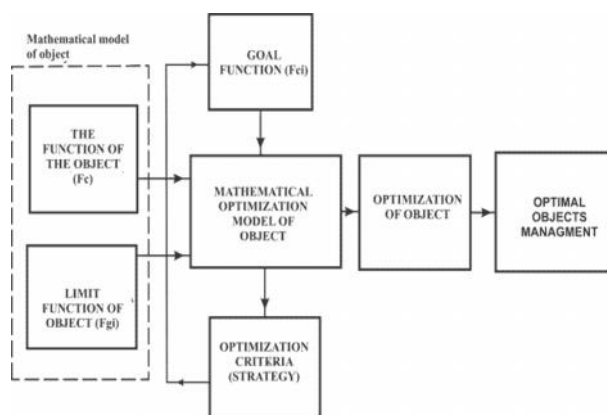 Mathematical model
of object
GOAL
FUNCTION (Fci)
THE
FUNCTION OF
THE OBJECT
(Fc)
MATHEMATICAL
OPTIMIZATION
MODEL OF
OBJECT
OPTIMIZATION
OF OBJECT
OPTIMAL
OBJECTS
MANAGMENT
LIMIT
FUNCTION OF
OBJECT (Fgi)
OPTIMIZATION
CRITERIA
(STRATEGY)